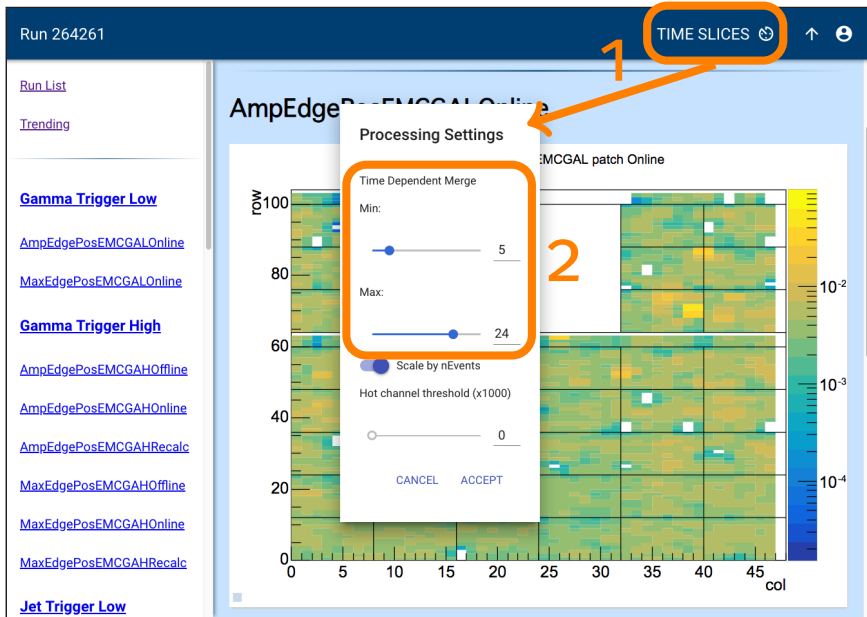 Run 264261
TIME SLICES
1
Run List
Trending
Gamma Trigger Low
AmpEdgePosEMCGALOnline
MaxEdgePosEMCGALOnline
Gamma Trigger High
AmpEdgePosEMCGAHOffline
AmpEdgePosEMCGAHOnline
AmpEdgePosEMCGAHRecalc
MaxEdgePosEMCGAHOffline
MaxEdgePosEMCGAHOnline
MaxEdgePosEMCGAHRecalc
Jet Trigger Low
AmpEdgePosEMCGALOnline
EMCGAL patch Online
Processing Settings
Time Dependent Merge
Min:
5
Max:
24
2
Scale by nEvents
Hot channel threshold (x1000)
0
CANCEL ACCEPT
row
100
80
60
40
20
0
0 5 10 15 20 25 30 35 40 45
col
10⁻²
10⁻³
10⁻⁴